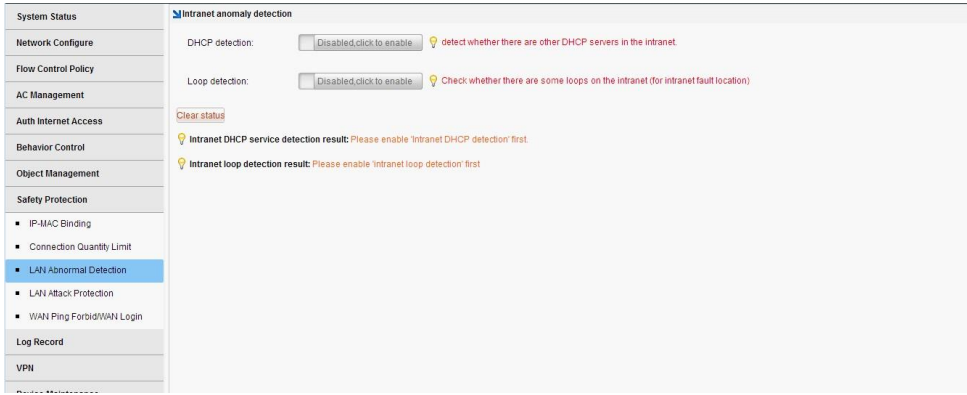 System Status
Network Configure
Flow Control Policy
AC Management
Auth Internet Access
Behavior Control
Object Management
Safety Protection
IP-MAC Binding
Connection Quantity Limit
LAN Abnormal Detection
LAN Attack Protection
WAN Ping Forbid/WAN Login
Log Record
VPN
Device Maintenance
Intranet anomaly detection
DHCP detection: Disabled,click to enable detect whether there are other DHCP servers in the intranet.
Loop detection: Disabled,click to enable Check whether there are some loops on the intranet (for intranet fault location)
Clear status
Intranet DHCP service detection result: Please enable 'Intranet DHCP detection' first.
Intranet loop detection result: Please enable 'intranet loop detection' first